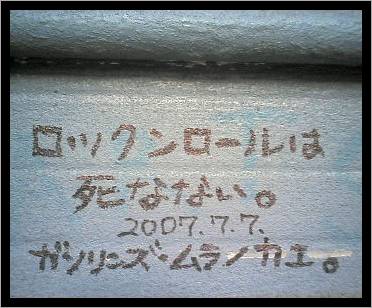 ロックンロールは
死なない。
2007.7.7.
ガソリンズ・ムラノカエ。